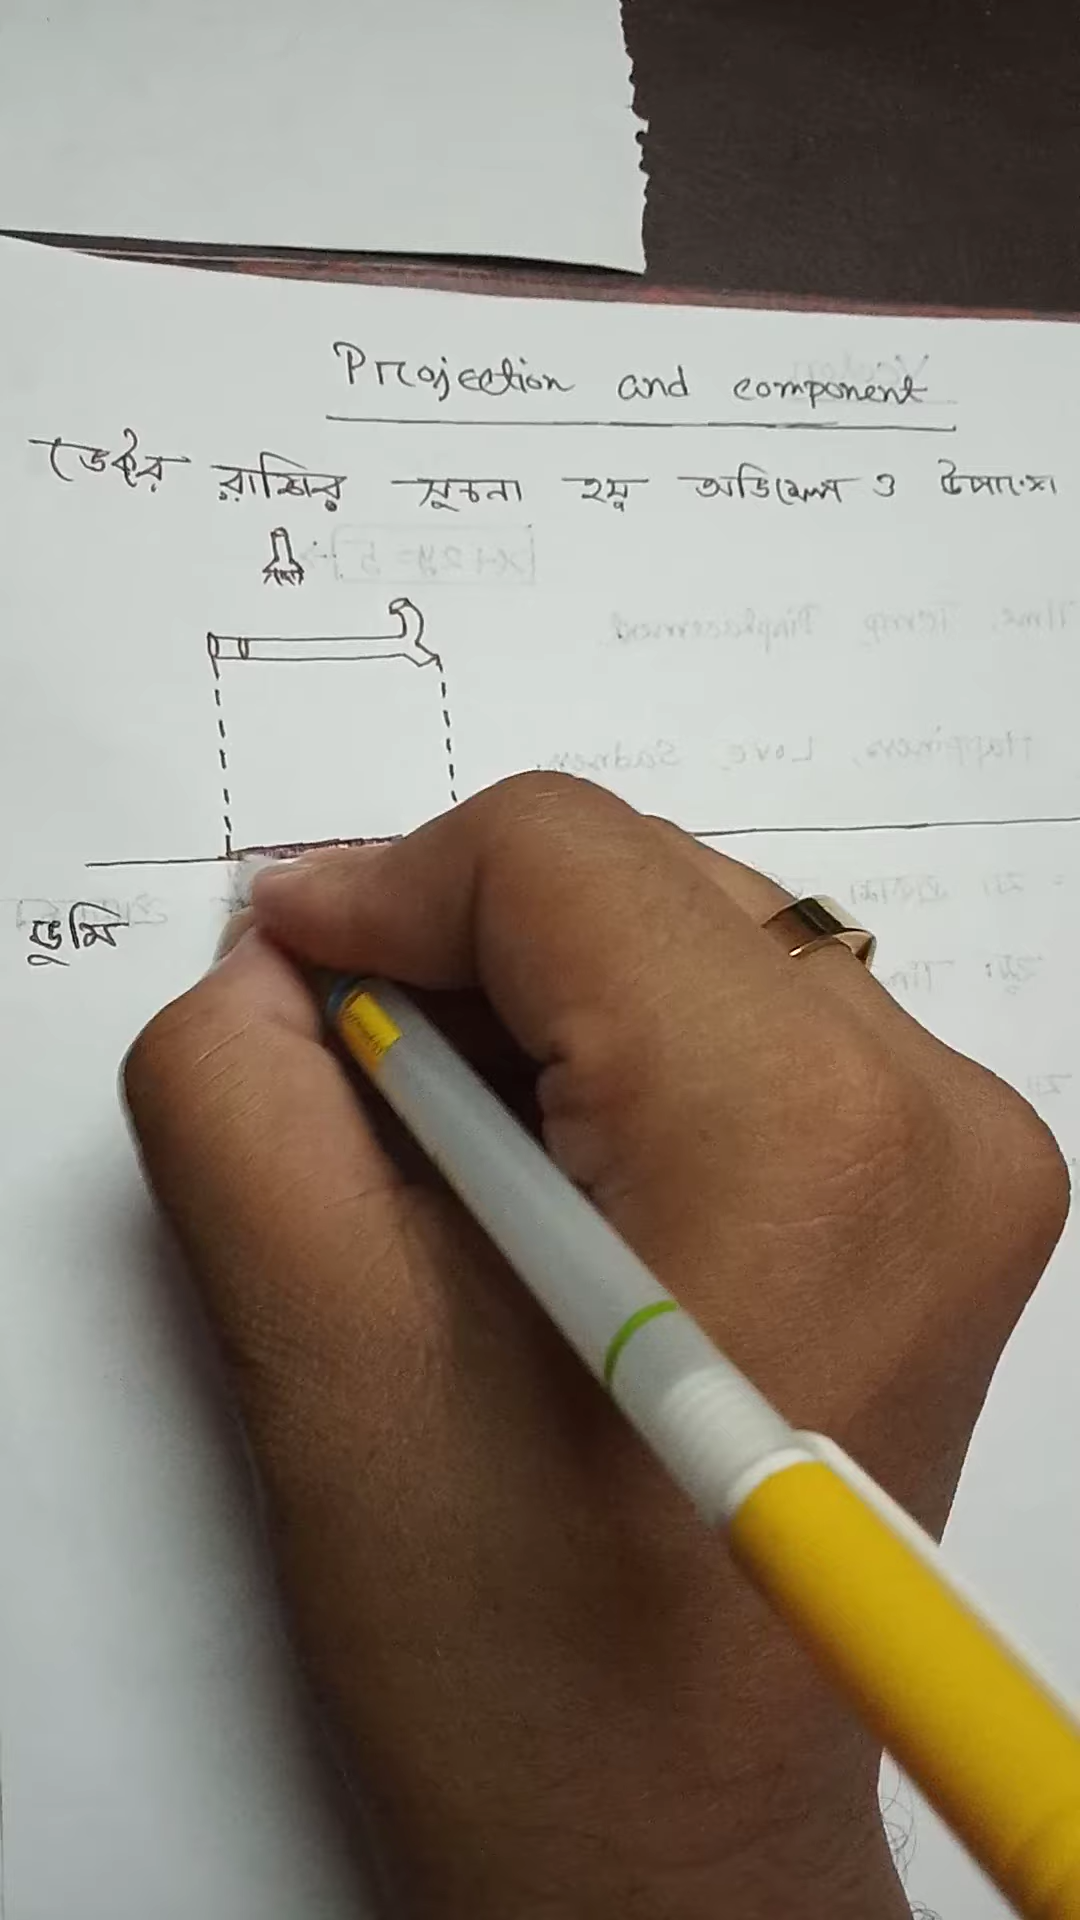 Projection and component
ভেক্টর রাশির সূচনা হয় অভিক্ষেপ ও উপাংশ
ভূমি